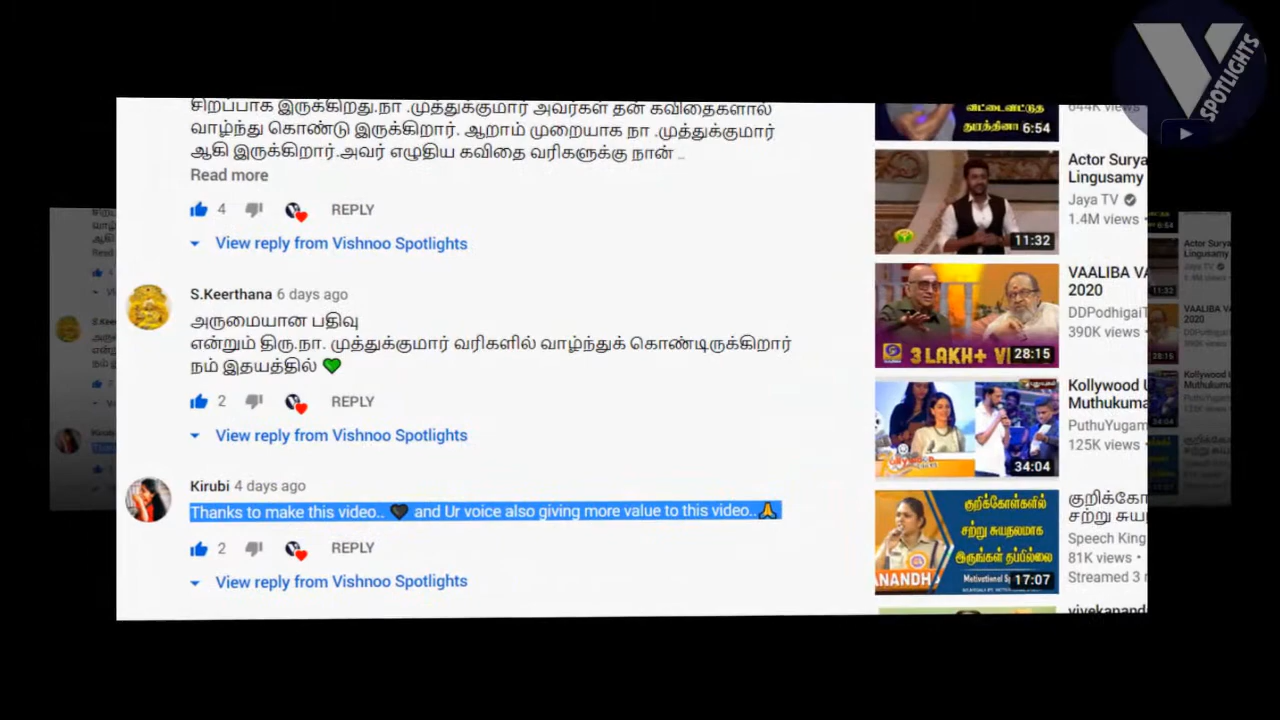 சிறப்பாக இருக்கிறது.நா .முத்துக்குமார் அவர்கள் தன் கவிதைகளால்
வாழ்ந்து கொண்டு இருக்கிறார். ஆறாம் முறையாக நா .முத்துக்குமார்
ஆகி இருக்கிறார்.அவர் எழுதிய கவிதை வரிகளுக்கு நான் ..
Read more
4 REPLY
View reply from Vishnoo Spotlights
S.Keerthana 6 days ago
அருமையான பதிவு
என்றும் திரு.நா. முத்துக்குமார் வரிகளில் வாழ்ந்துக் கொண்டிருக்கிறார்
நம் இதயத்தில் 💚
2 REPLY
View reply from Vishnoo Spotlights
Kirubi 4 days ago
Thanks to make this video.. 🖤 and Ur voice also giving more value to this video..🙏
2 REPLY
View reply from Vishnoo Spotlights
644K views
6:54
Actor Surya
Lingusamy
Jaya TV
1.4M views
11:32
VAALIBA VA
2020
DDPodhigaiT
390K views
3 LAKH+ VI
28:15
Kollywood U
Muthukuma
PuthuYugam
125K views
34:04
குறிக்கோ
சற்று சுய
Speech King
81K views •
Streamed 3
குறிக்கோள்களில்
சற்று சுயநலமாக
இருங்கள் தப்பில்லை
ANANDH
17:07
vivekanand
V SPOTLIGHTS